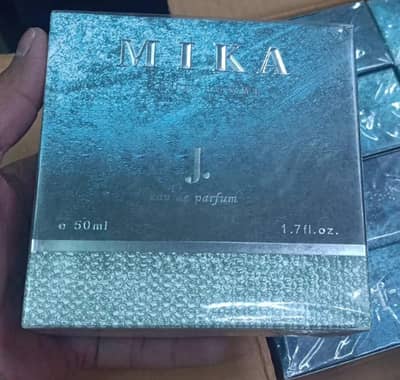 MIKA
J.
eau de parfum
e 50ml 1.7fl.oz.